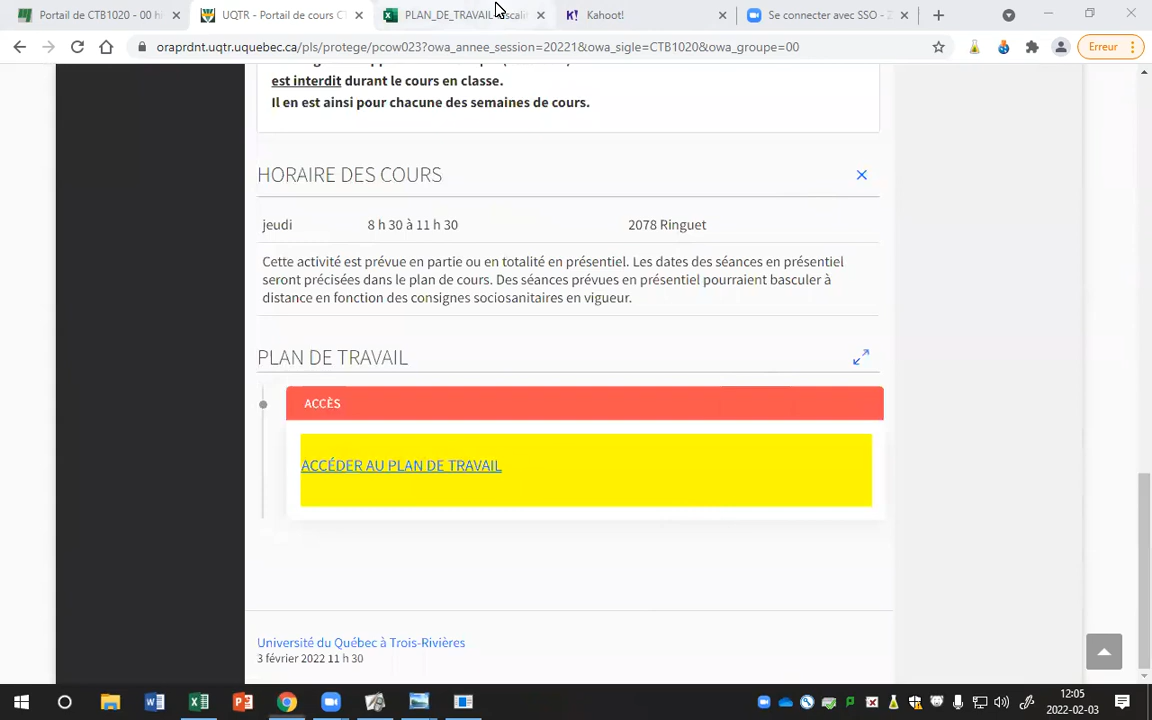 Portail de CTB1020 - 00 hi
UQTR - Portail de cours CT
PLAN_DE_TRAVAIL
Kahoot!
Se connecter avec SSO - Z
oraprdnt.uqtr.uquebec.ca/pls/protege/pcow023?owa_annee_session=20221&owa_sigle=CTB1020&owa_groupe=00
Erreur
est interdit durant le cours en classe.
Il en est ainsi pour chacune des semaines de cours.
HORAIRE DES COURS
jeudi 8 h 30 à 11 h 30 2078 Ringuet
Cette activité est prévue en partie ou en totalité en présentiel. Les dates des séances en présentiel
seront précisées dans le plan de cours. Des séances prévues en présentiel pourraient basculer à
distance en fonction des consignes sociosanitaires en vigueur.
PLAN DE TRAVAIL
ACCÈS
ACCÉDER AU PLAN DE TRAVAIL
Université du Québec à Trois-Rivières
3 février 2022 11 h 30
12:05
2022-02-03